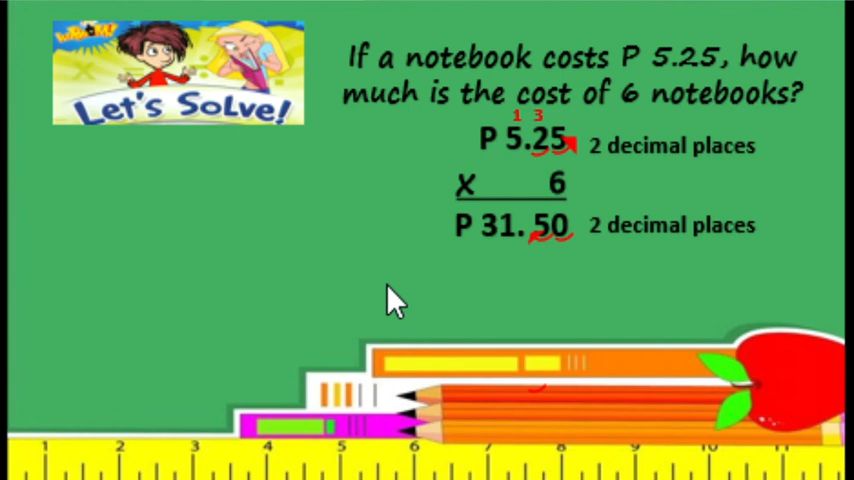 Let's Solve!
If a notebook costs P 5.25, how
much is the cost of 6 notebooks?
1 3
P 5.25 2 decimal places
x 6
P 31.50 2 decimal places
1 2 3 4 5 6 7 8 9 10 11